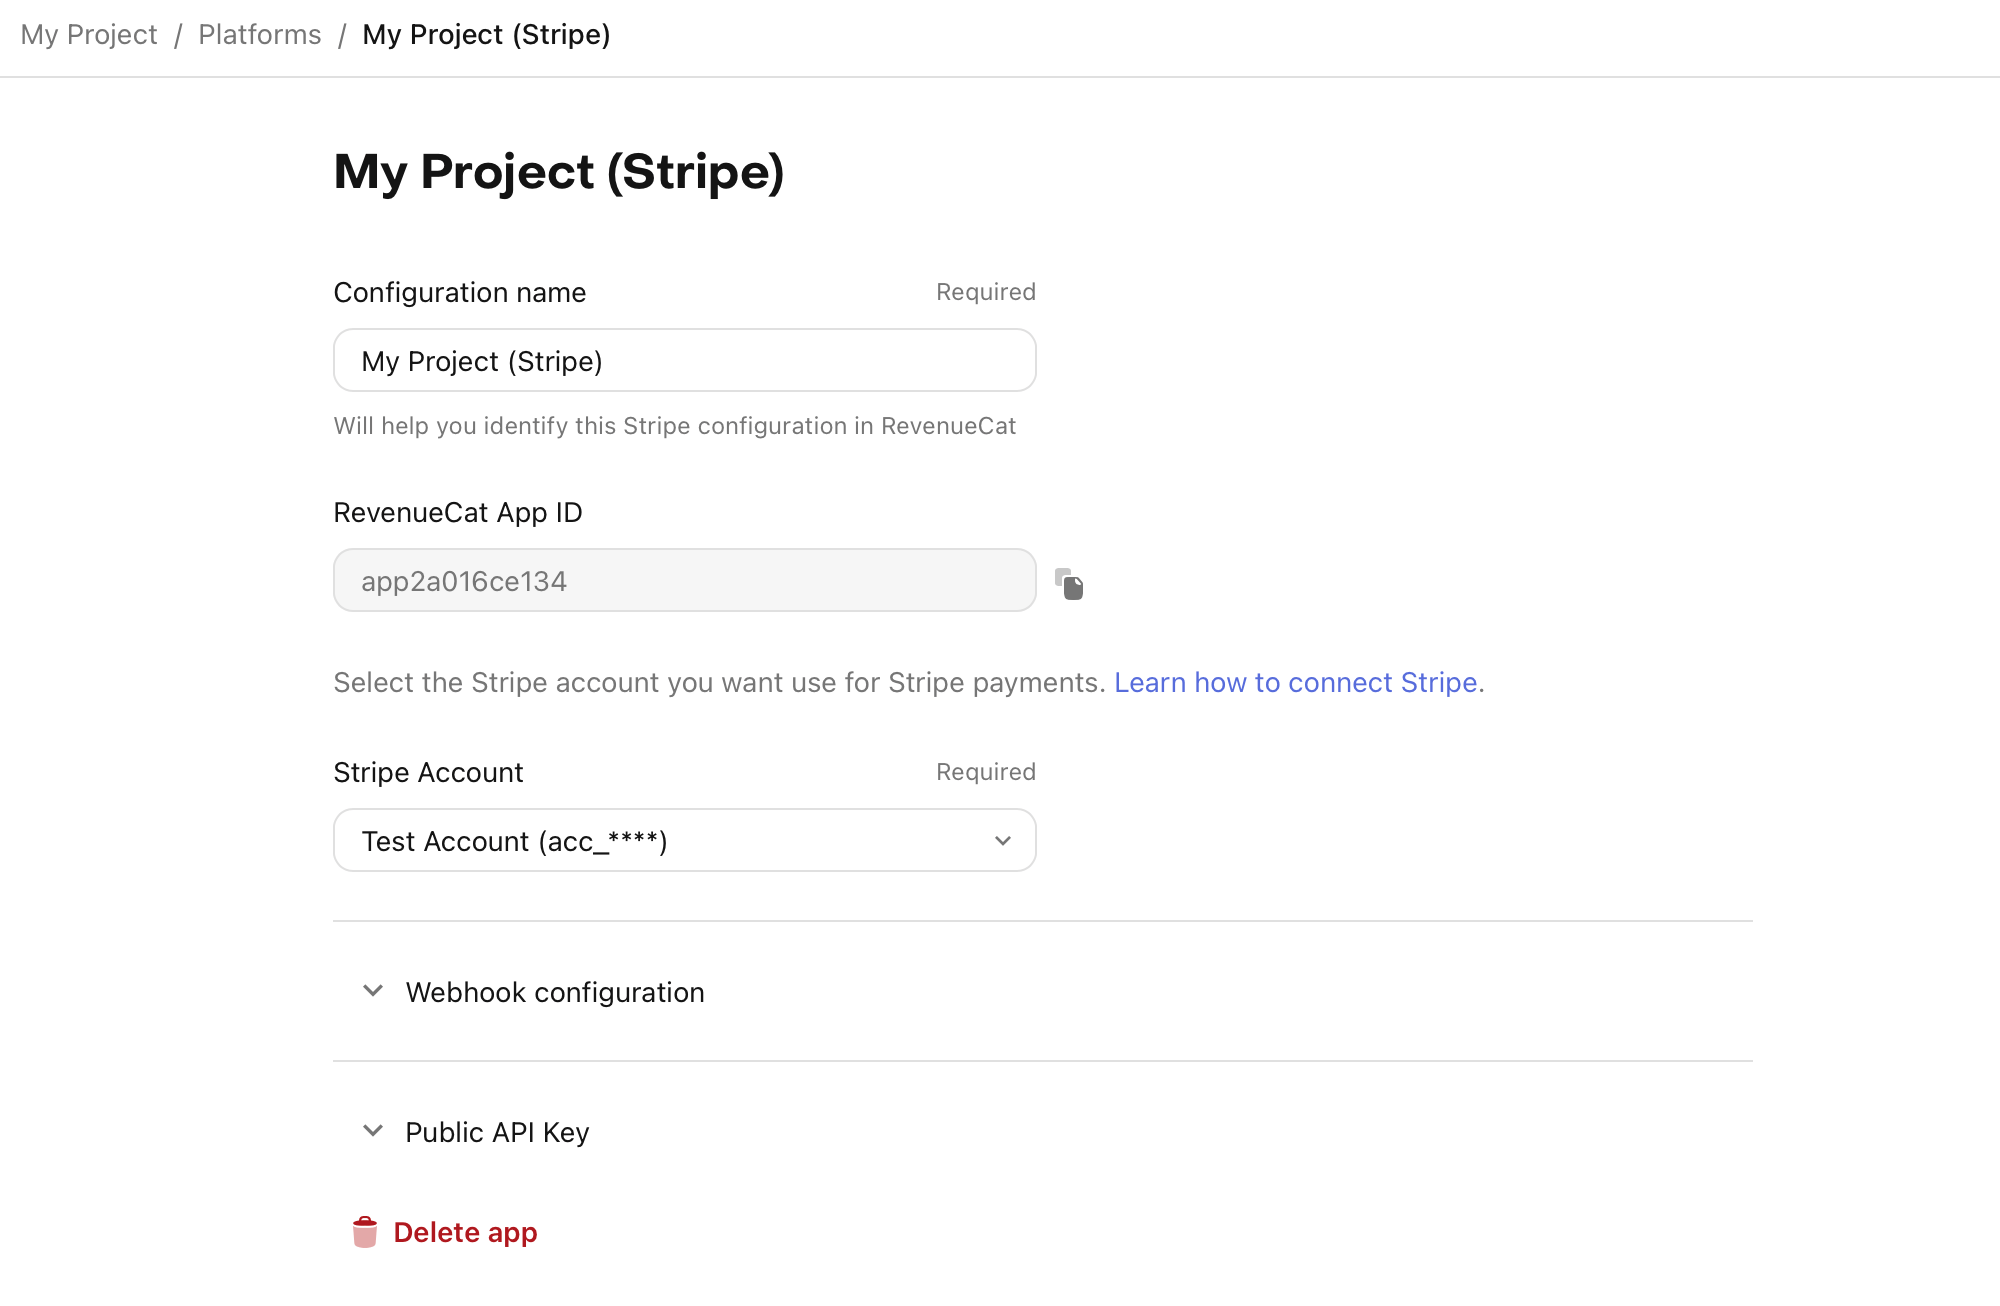 My Project / Platforms / My Project (Stripe)
My Project (Stripe)
Configuration name Required
My Project (Stripe)
Will help you identify this Stripe configuration in RevenueCat
RevenueCat App ID
app2a016ce134
Select the Stripe account you want use for Stripe payments. Learn how to connect Stripe.
Stripe Account Required
Test Account (acc_****)
Webhook configuration
Public API Key
Delete app